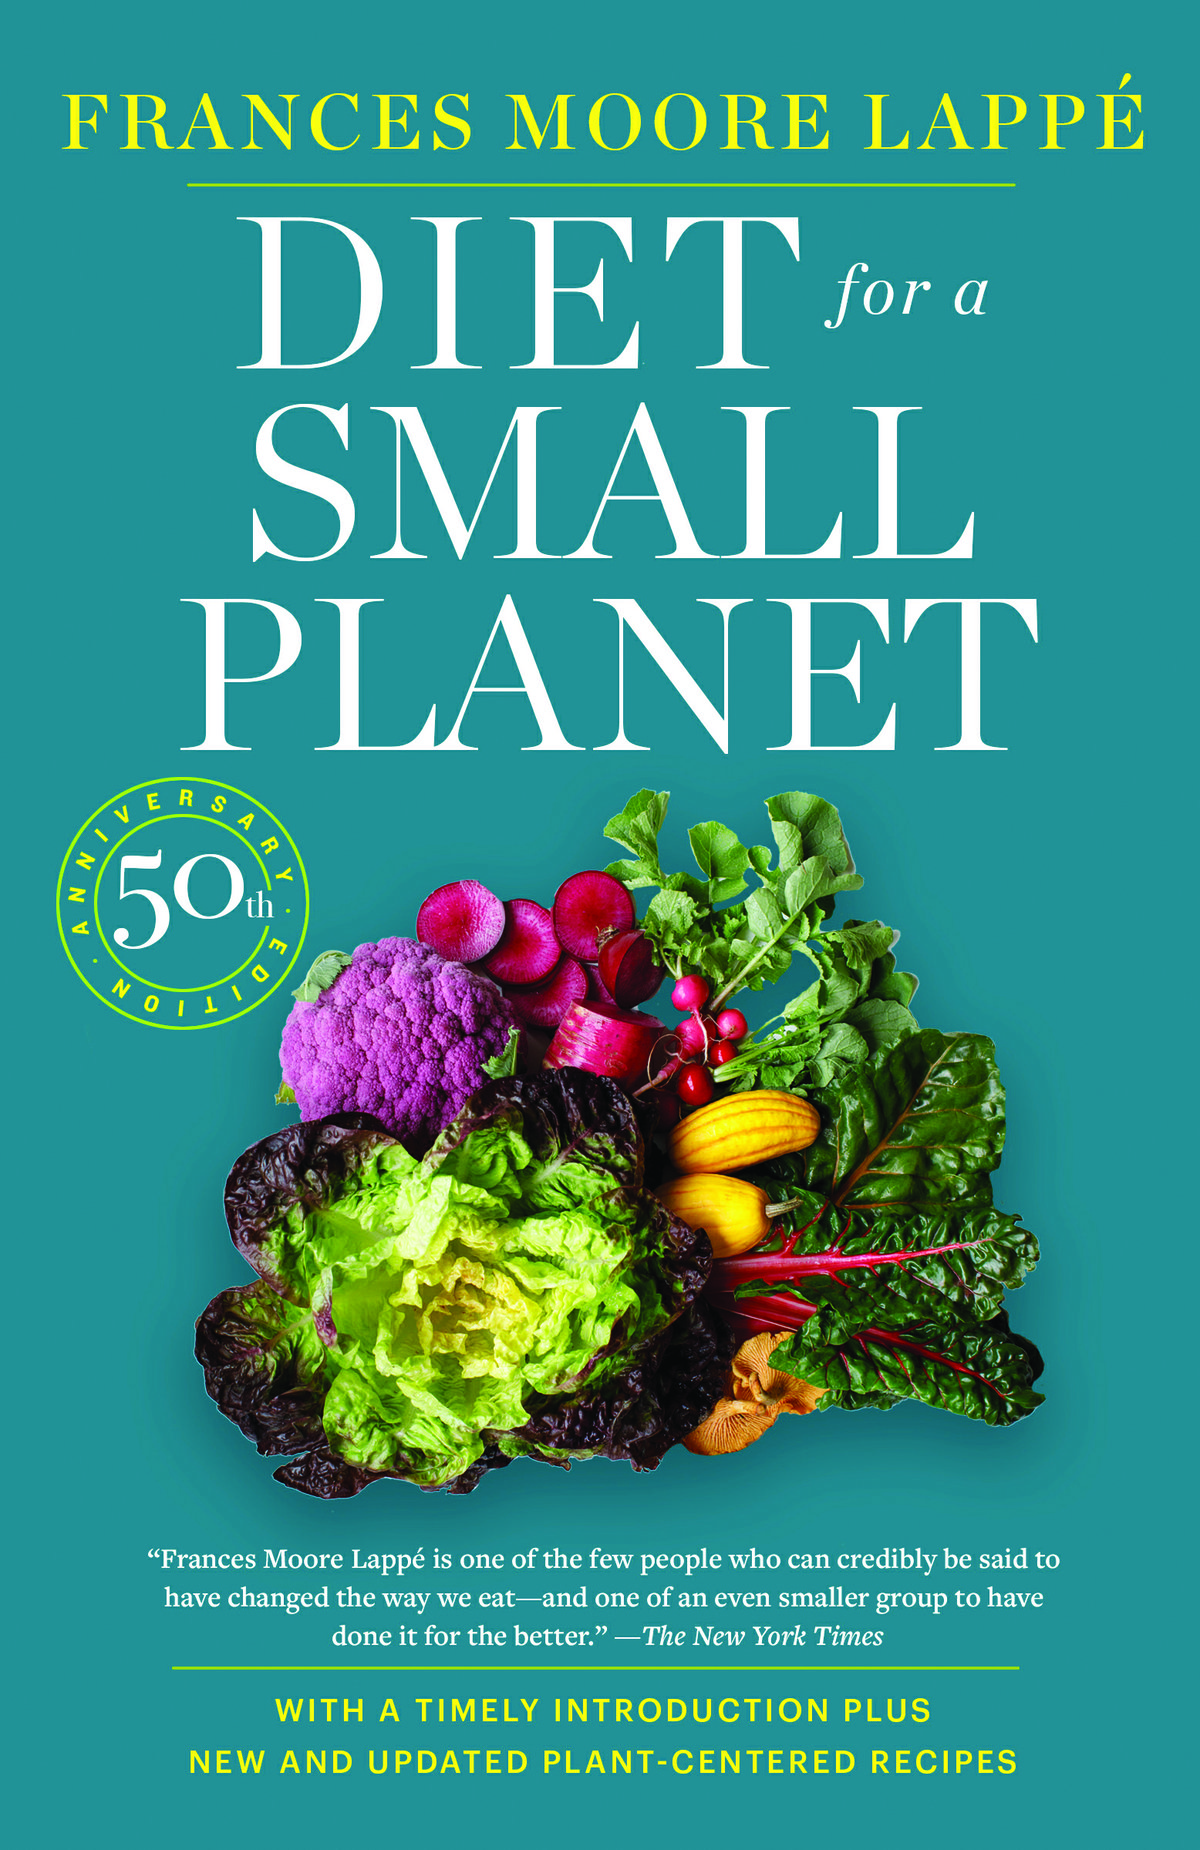 FRANCES MOORE LAPPÉ
DIET for a
SMALL
PLANET
ANNIVERSARY · EDITION ·
50th
“Frances Moore Lappé is one of the few people who can credibly be said to
have changed the way we eat—and one of an even smaller group to have
done it for the better.” —The New York Times
WITH A TIMELY INTRODUCTION PLUS
NEW AND UPDATED PLANT-CENTERED RECIPES